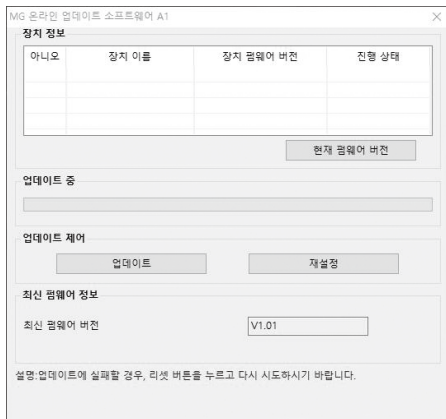 MG 온라인 업데이트 소프트웨어 A1
장치 정보
아니오 장치 이름 장치 펌웨어 버전 진행 상태
현재 펌웨어 버전
업데이트 중
업데이트 제어
업데이트 재설정
최신 펌웨어 정보
최신 펌웨어 버전 V1.01
설명:업데이트에 실패할 경우, 리셋 버튼을 누르고 다시 시도하시기 바랍니다.